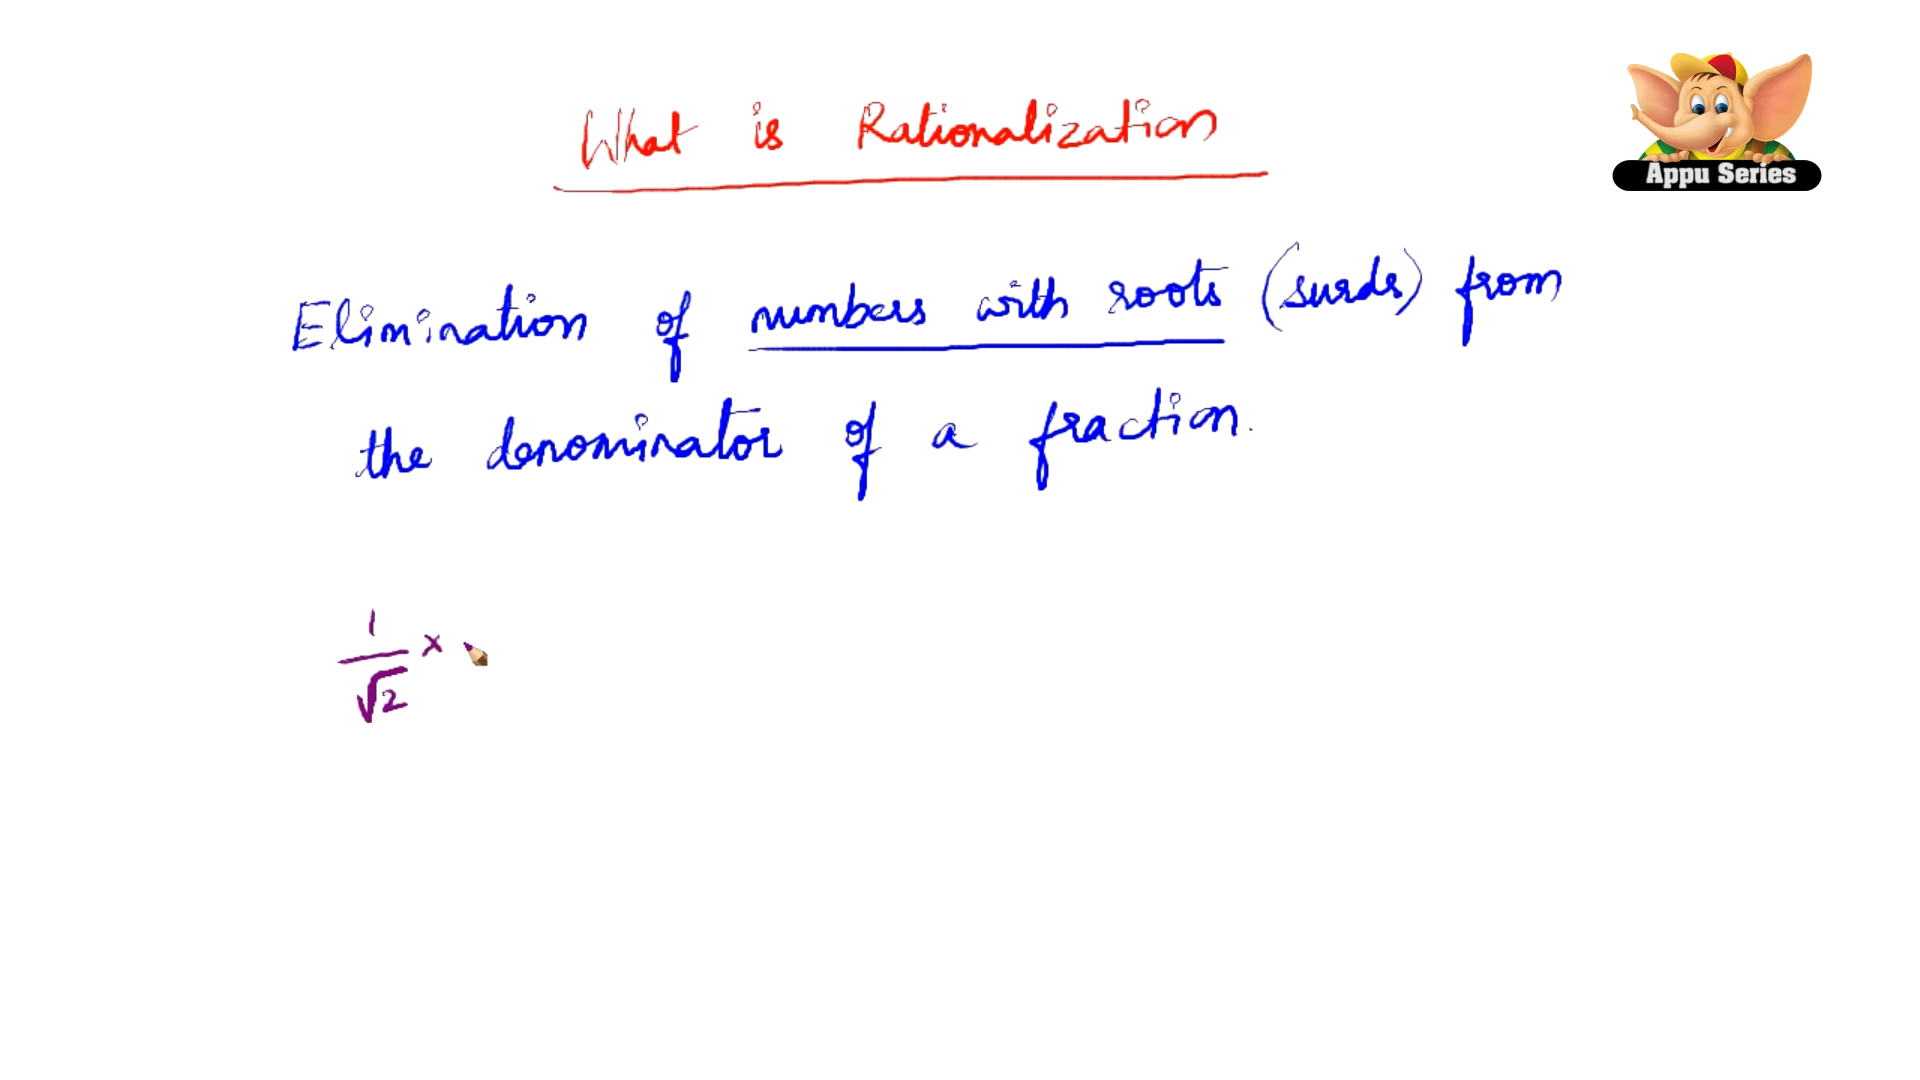 What is Rationalization
Appu Series
Elimination of numbers with roots (surds) from
the denominator of a fraction.
1/√2 ×